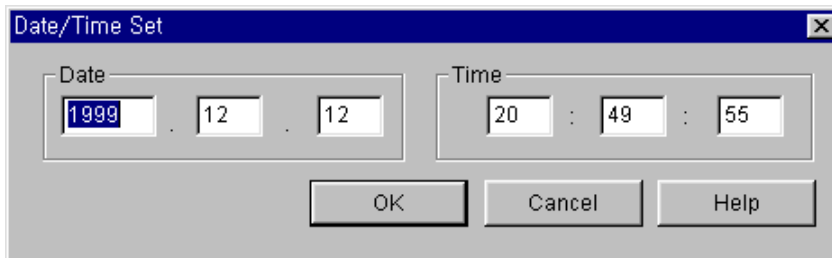 Date/Time Set
Date
Time
1999 . 12 . 12
20 : 49 : 55
OK
Cancel
Help